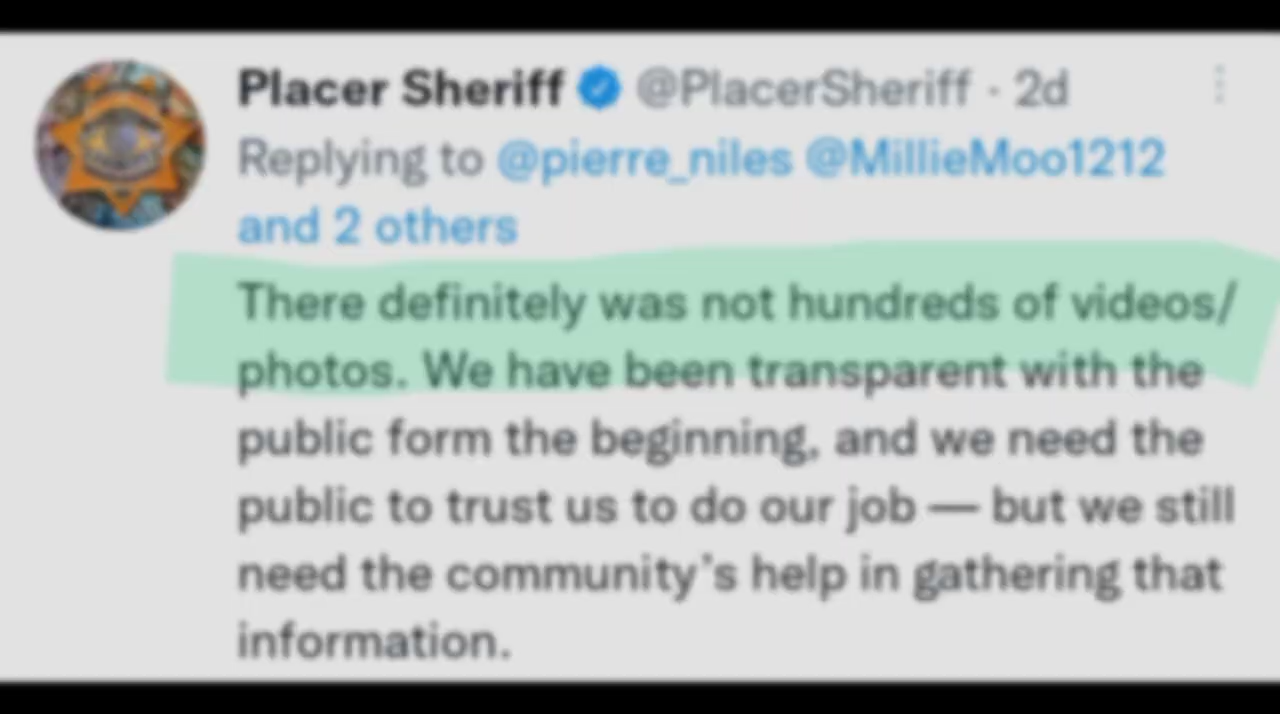 Placer Sheriff @PlacerSheriff · 2d
Replying to @pierre_niles @MillieMoo1212
and 2 others
There definitely was not hundreds of videos/
photos. We have been transparent with the
public form the beginning, and we need the
public to trust us to do our job — but we still
need the community's help in gathering that
information.